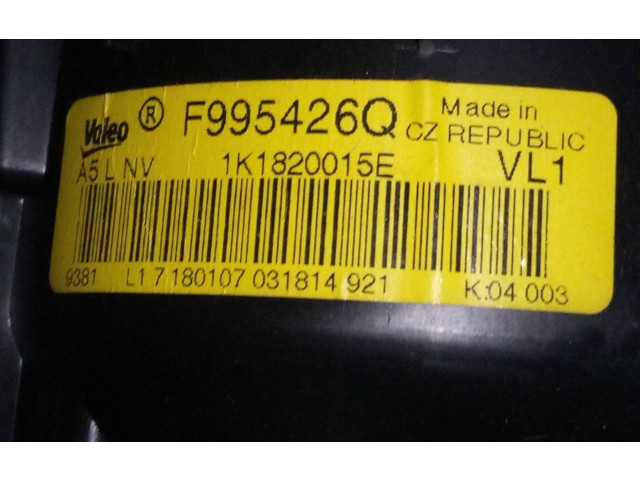 Valeo ® F995426Q Made in
CZ REPUBLIC
A5 L NV 1K1820015E VL1
9381 L1 7 180107 031814 921 K:04 003